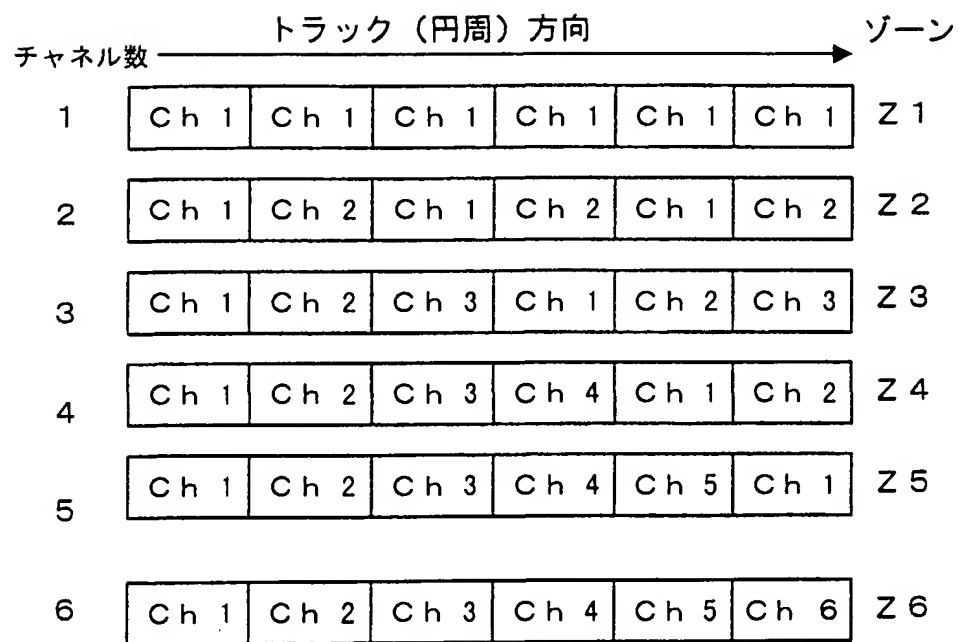 トラック（円周）方向 ゾーン
チャネル数
1 Ch 1 Ch 1 Ch 1 Ch 1 Ch 1 Ch 1 Z 1
2 Ch 1 Ch 2 Ch 1 Ch 2 Ch 1 Ch 2 Z 2
3 Ch 1 Ch 2 Ch 3 Ch 1 Ch 2 Ch 3 Z 3
4 Ch 1 Ch 2 Ch 3 Ch 4 Ch 1 Ch 2 Z 4
5 Ch 1 Ch 2 Ch 3 Ch 4 Ch 5 Ch 1 Z 5
6 Ch 1 Ch 2 Ch 3 Ch 4 Ch 5 Ch 6 Z 6